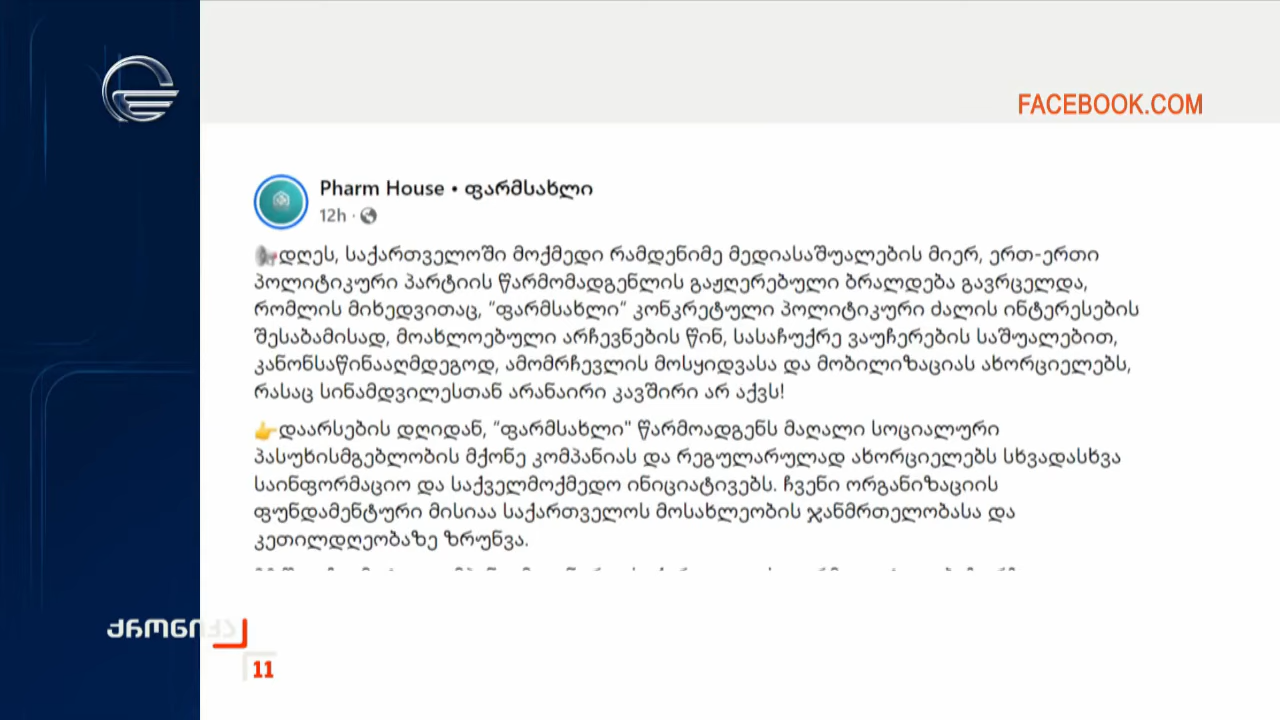 FACEBOOK.COM
Pharm House • ფარმსახლი
12h ·
დღეს, საქართველოში მოქმედი რამდენიმე მედიასაშუალების მიერ, ერთ-ერთი
პოლიტიკური პარტიის წარმომადგენლის გაჟღერებული ბრალდება გავრცელდა,
რომლის მიხედვითაც, “ფარმსახლი“ კონკრეტული პოლიტიკური ძალის ინტერესების
შესაბამისად, მოახლოებული არჩევნების წინ, სასაჩუქრე ვაუჩერების საშუალებით,
კანონსაწინააღმდეგოდ, ამომრჩევლის მოსყიდვასა და მობილიზაციას ახორციელებს,
რასაც სინამდვილესთან არანაირი კავშირი არ აქვს!
👉დაარსების დღიდან, “ფარმსახლი" წარმოადგენს მაღალი სოციალური
პასუხისმგებლობის მქონე კომპანიას და რეგულარულად ახორციელებს სხვადასხვა
საინფორმაციო და საქველმოქმედო ინიციატივებს. ჩვენი ორგანიზაციის
ფუნდამენტური მისიაა საქართველოს მოსახლეობის ჯანმრთელობასა და
კეთილდღეობაზე ზრუნვა.
ქრონიკა
11